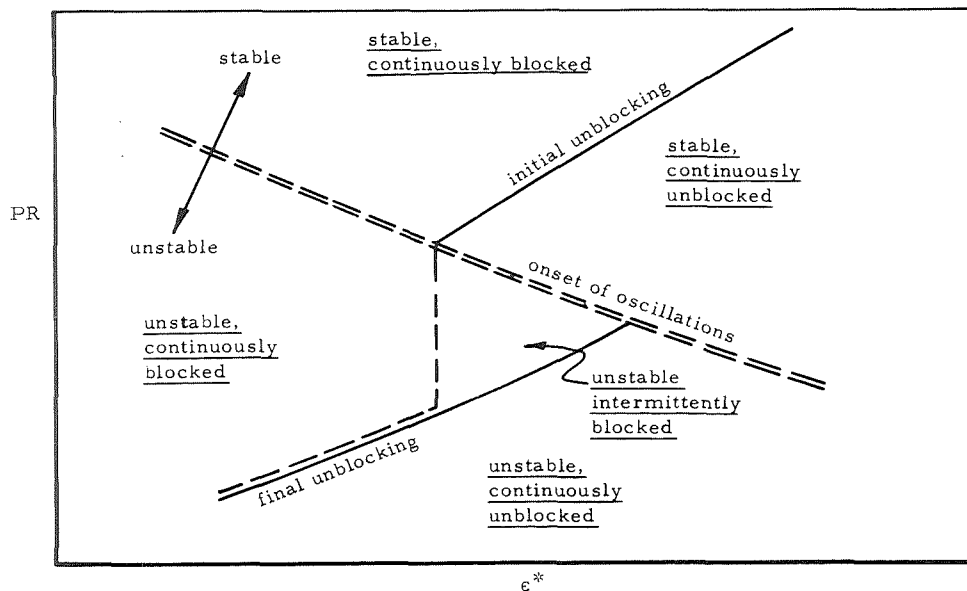 stable,
continuously blocked
stable
initial unblocking
stable,
continuously
unblocked
PR
unstable
onset of oscillations
unstable,
continuously
blocked
unstable
intermittently
blocked
final unblocking
unstable,
continuously
unblocked
ϵ*